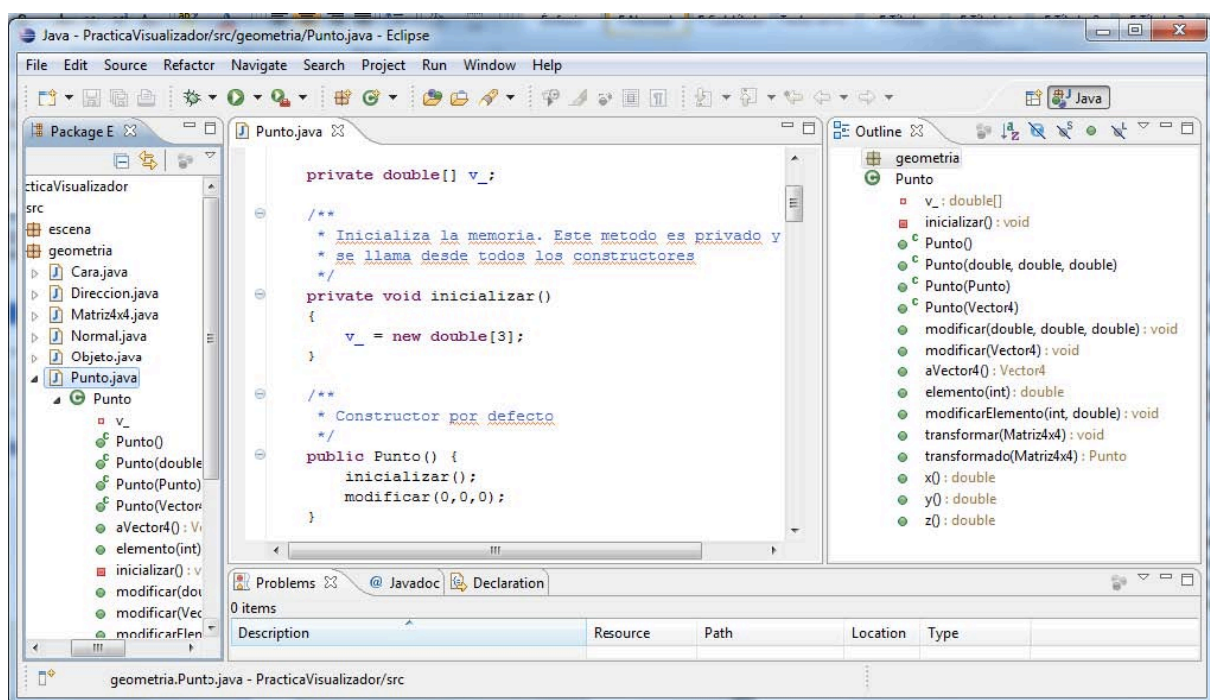 Java - PracticaVisualizador/src/geometria/Punto.java - Eclipse
File Edit Source Refactor Navigate Search Project Run Window Help
Java
Package E
cticaVisualizador
src
escena
geometria
Cara.java
Direccion.java
Matriz4x4.java
Normal.java
Objeto.java
Punto.java
Punto
v_
Punto()
Punto(double
Punto(Punto)
Punto(Vector4
aVector4() : V
elemento(int)
inicializar() : v
modificar(dou
modificar(Vec
modificarElem
Punto.java
private double[] v_;
/**
* Inicializa la memoria. Este metodo es privado y
* se llama desde todos los constructores
*/
private void inicializar()
{
v_ = new double[3];
}
/**
* Constructor por defecto
*/
public Punto() {
inicializar();
modificar(0,0,0);
}
Outline
geometria
Punto
v_ : double[]
inicializar() : void
Punto()
Punto(double, double, double)
Punto(Punto)
Punto(Vector4)
modificar(double, double, double) : void
modificar(Vector4) : void
aVector4() : Vector4
elemento(int) : double
modificarElemento(int, double) : void
transformar(Matriz4x4) : void
transformado(Matriz4x4) : Punto
x() : double
y() : double
z() : double
Problems @ Javadoc Declaration
0 items
Description Resource Path Location Type
geometria.Punto.java - PracticaVisualizador/src